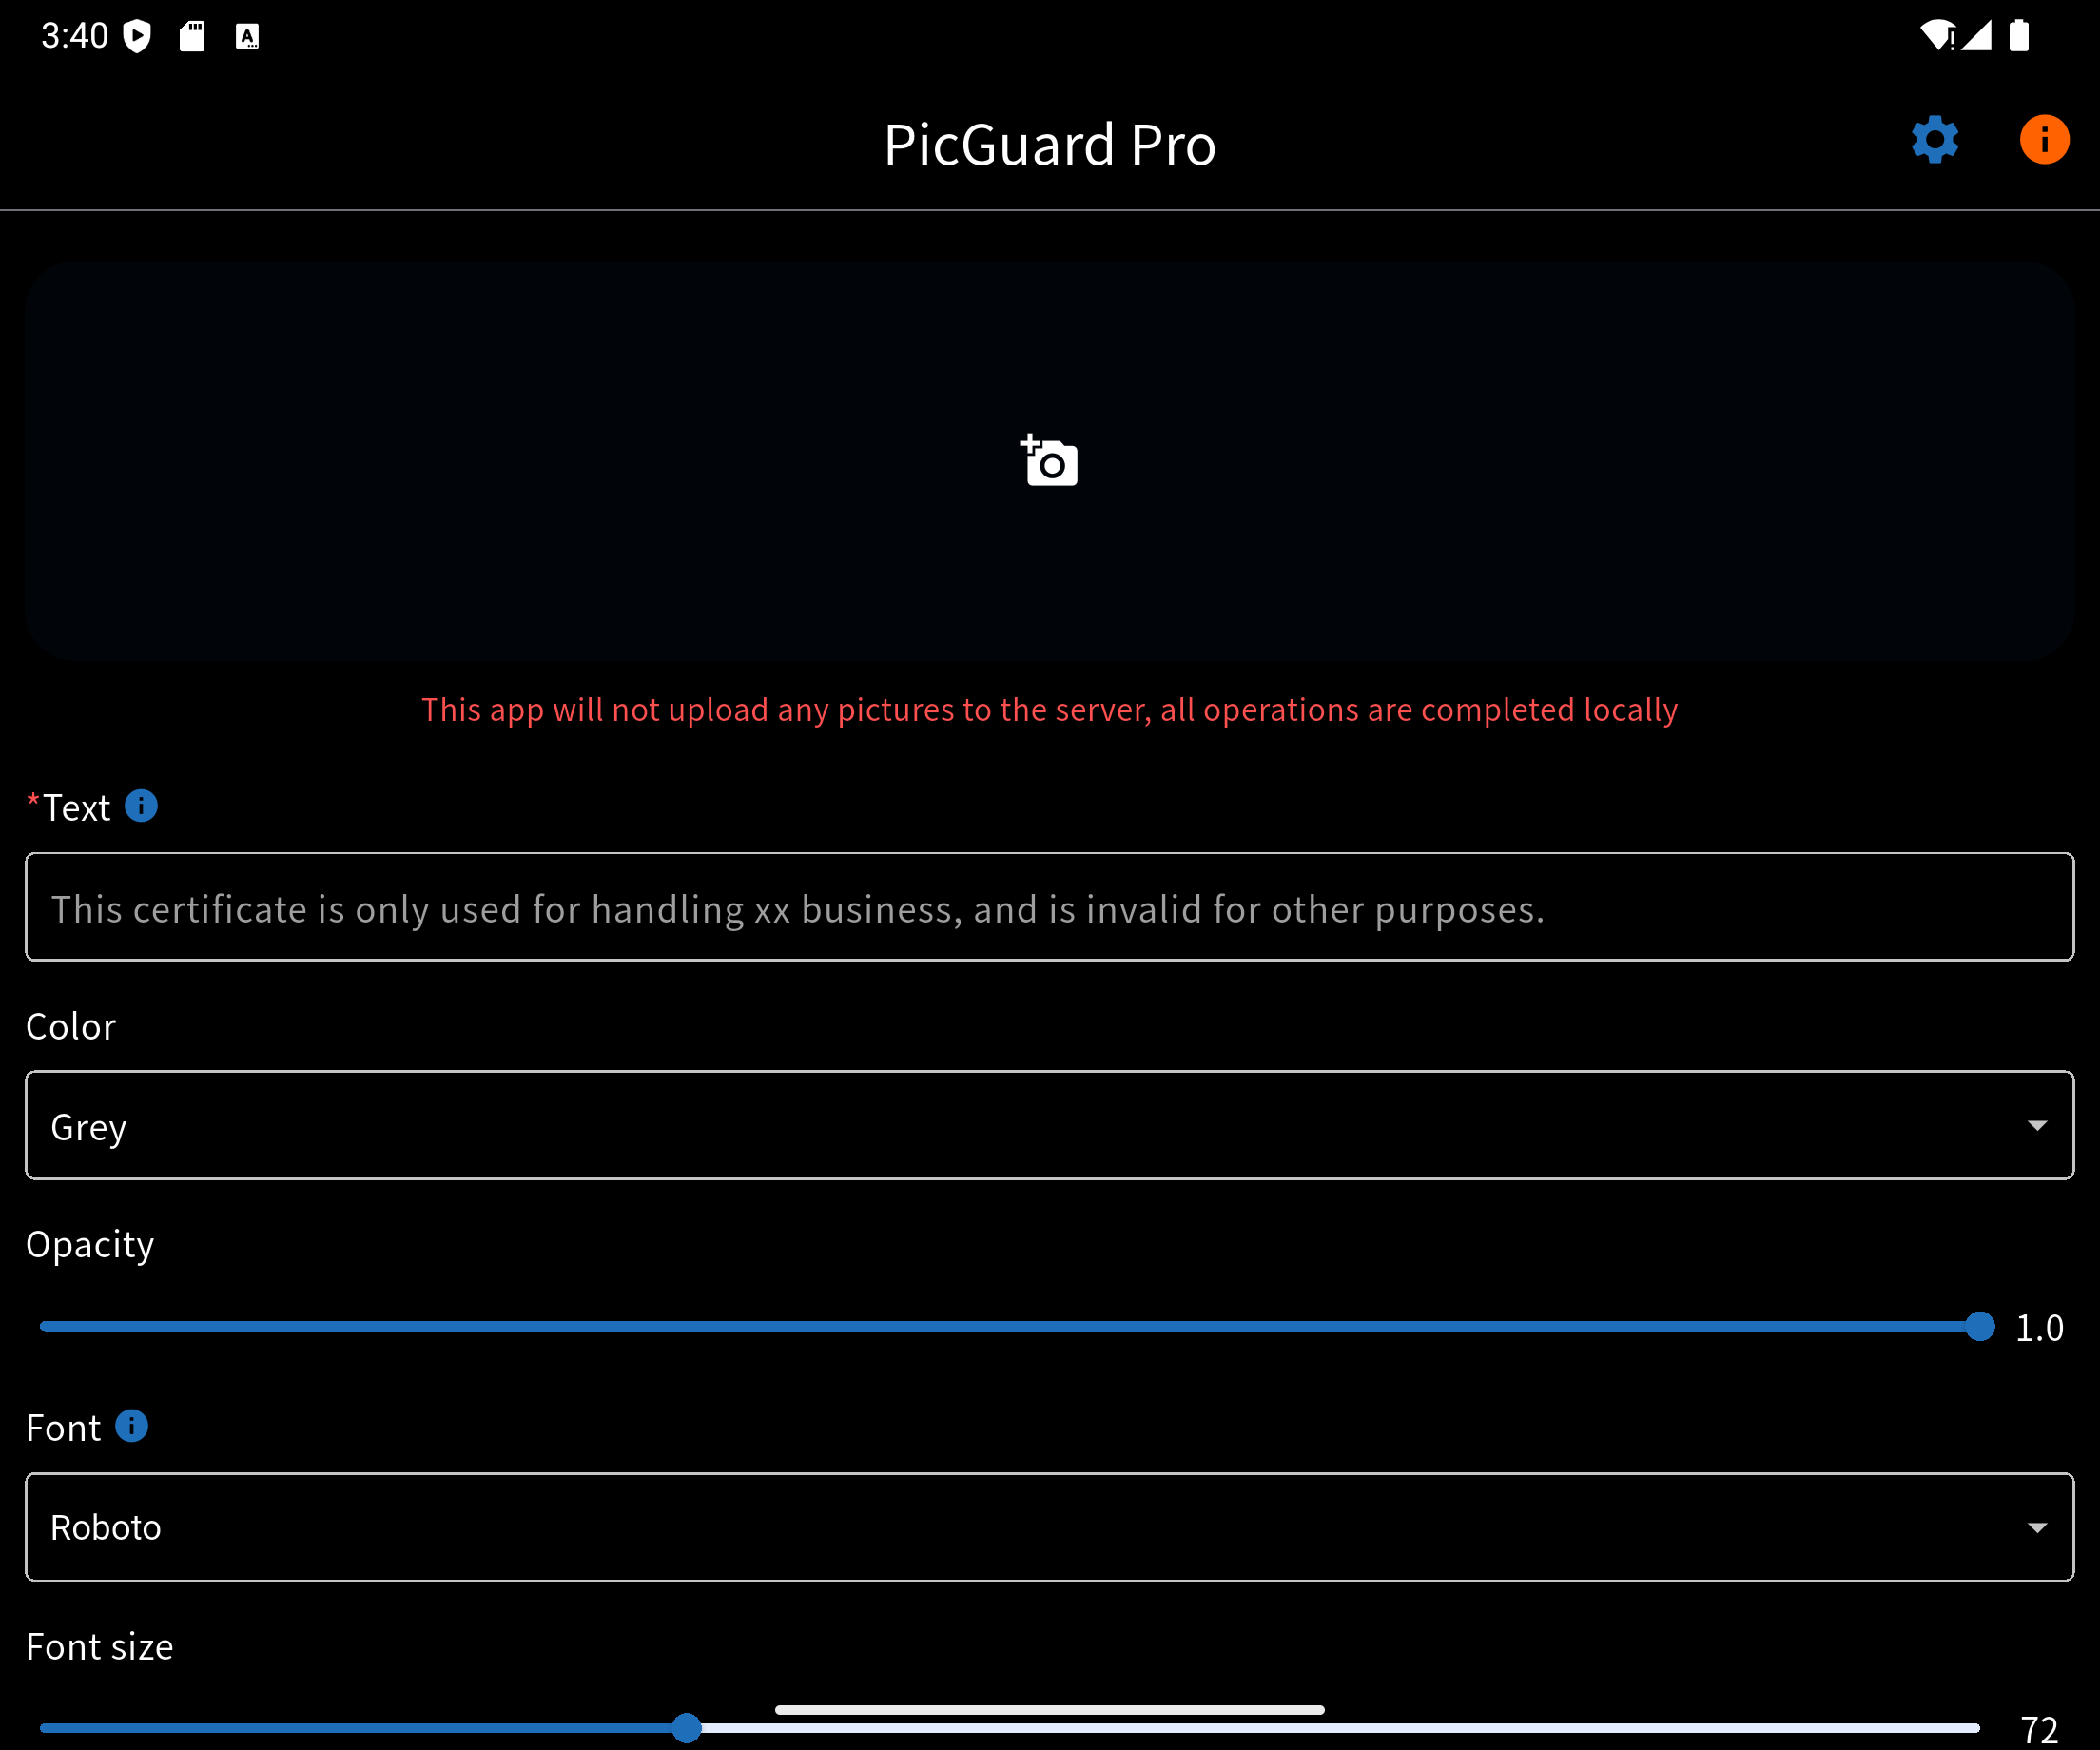 3:40
PicGuard Pro
This app will not upload any pictures to the server, all operations are completed locally
*Text
This certificate is only used for handling xx business, and is invalid for other purposes.
Color
Grey
Opacity
1.0
Font
Roboto
Font size
72